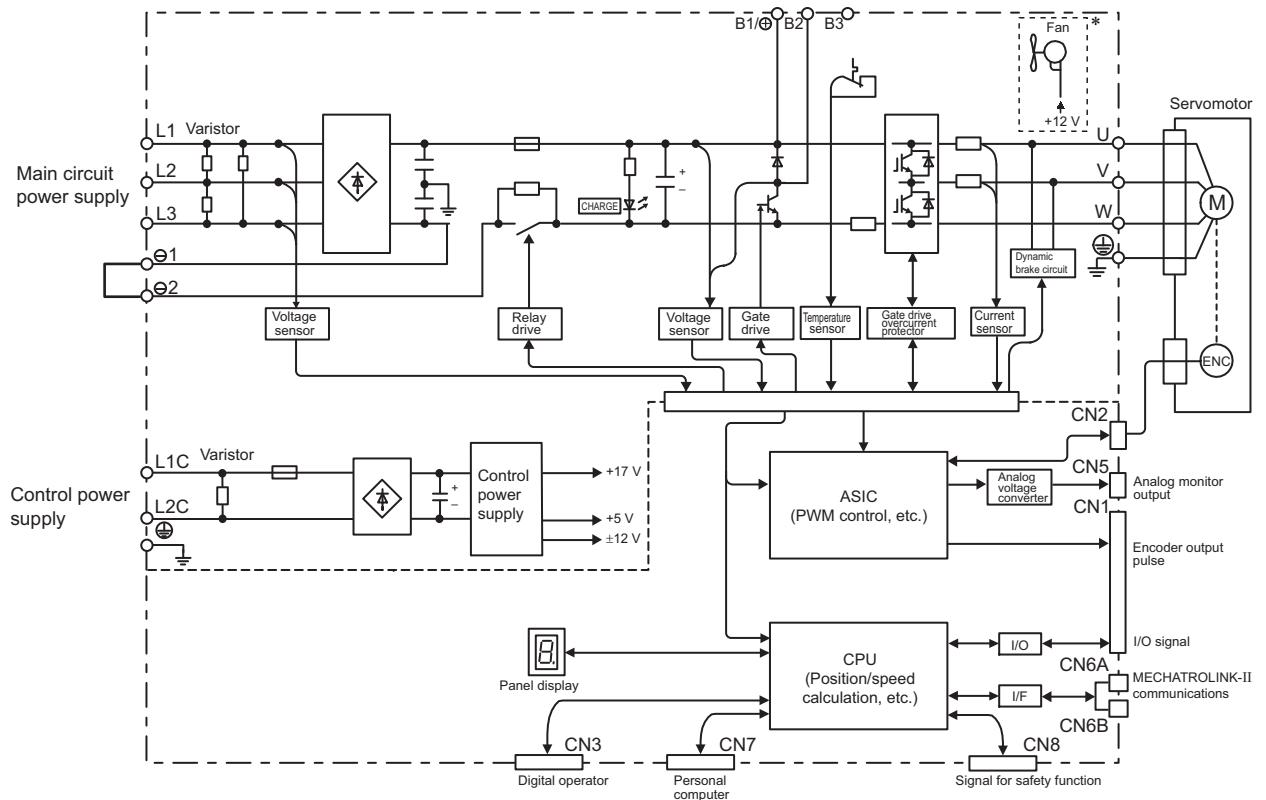 B1/⊕ B2 B3
Fan *
+12 V
Servomotor
Main circuit
power supply
L1 Varistor
L2
L3
⊖1
⊖2
CHARGE
+
–
U
V
W
M
ENC
Dynamic
brake circuit
Voltage
sensor
Relay
drive
Voltage
sensor
Gate
drive
Temperature
sensor
Gate drive
overcurrent
protector
Current
sensor
Control power
supply
L1C Varistor
L2C
+
–
Control
power
supply
+17 V
+5 V
±12 V
ASIC
(PWM control, etc.)
Analog
voltage
converter
CN2
CN5
Analog monitor
output
CN1
Encoder output
pulse
I/O signal
CPU
(Position/speed
calculation, etc.)
I/O
I/F
CN6A
MECHATROLINK-II
communications
CN6B
8.
Panel display
CN3
Digital operator
CN7
Personal
computer
CN8
Signal for safety function